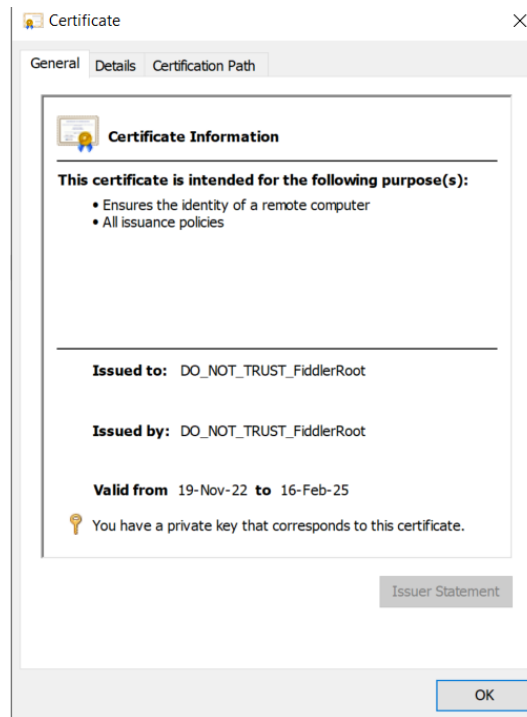 Certificate
General Details Certification Path
Certificate Information
This certificate is intended for the following purpose(s):
• Ensures the identity of a remote computer
• All issuance policies
Issued to: DO_NOT_TRUST_FiddlerRoot
Issued by: DO_NOT_TRUST_FiddlerRoot
Valid from 19-Nov-22 to 16-Feb-25
You have a private key that corresponds to this certificate.
Issuer Statement
OK